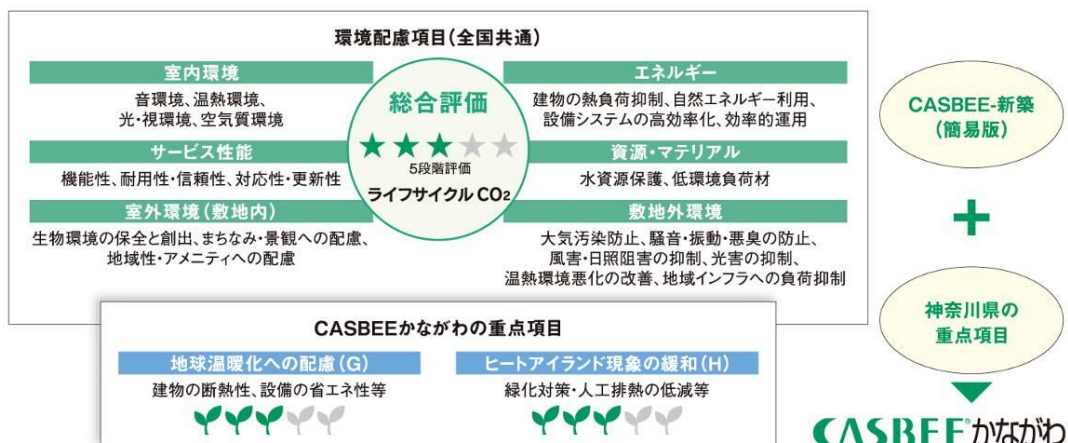 環境配慮項目(全国共通)
室内環境
音環境、温熱環境、
光・視環境、空気質環境
サービス性能
機能性、耐用性・信頼性、対応性・更新性
室外環境(敷地内)
生物環境の保全と創出、まちなみ・景観への配慮、
地域性・アメニティへの配慮
総合評価
★★★★★
5段階評価
ライフサイクルCO2
エネルギー
建物の熱負荷抑制、自然エネルギー利用、
設備システムの高効率化、効率的運用
資源・マテリアル
水資源保護、低環境負荷材
敷地外環境
大気汚染防止、騒音・振動・悪臭の防止、
風害・日照阻害の抑制、光害の抑制、
温熱環境悪化の改善、地域インフラへの負荷抑制
CASBEEかながわの重点項目
地球温暖化への配慮(G)
建物の断熱性、設備の省エネ性等
ヒートアイランド現象の緩和(H)
緑化対策・人工排熱の低減等
CASBEE-新築
(簡易版)
+
神奈川県の
重点項目
CASBEE®かながわ